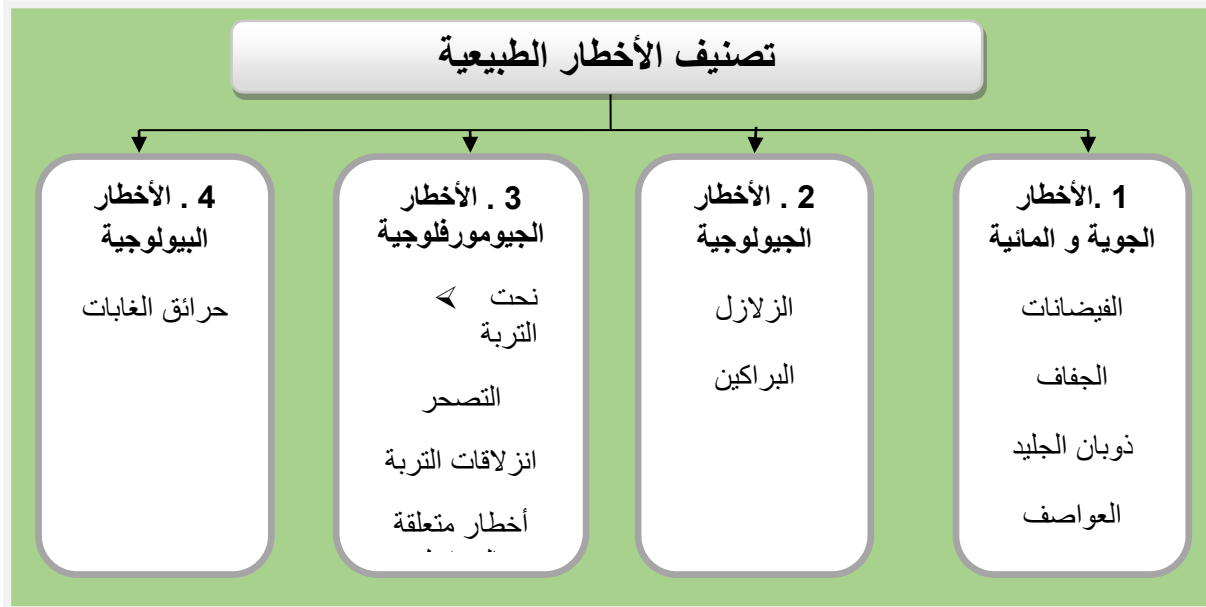 تصنيف الأخطار الطبيعية
1 .الأخطار
الجوية و المائية
الفيضانات
الجفاف
ذوبان الجليد
العواصف
2 . الأخطار
الجيولوجية
الزلازل
البراكين
3 . الأخطار
الجيومورفلوجية
نحت
التربة
التصحر
انزلاقات التربة
أخطار متعلقة
4 . الأخطار
البيولوجية
حرائق الغابات